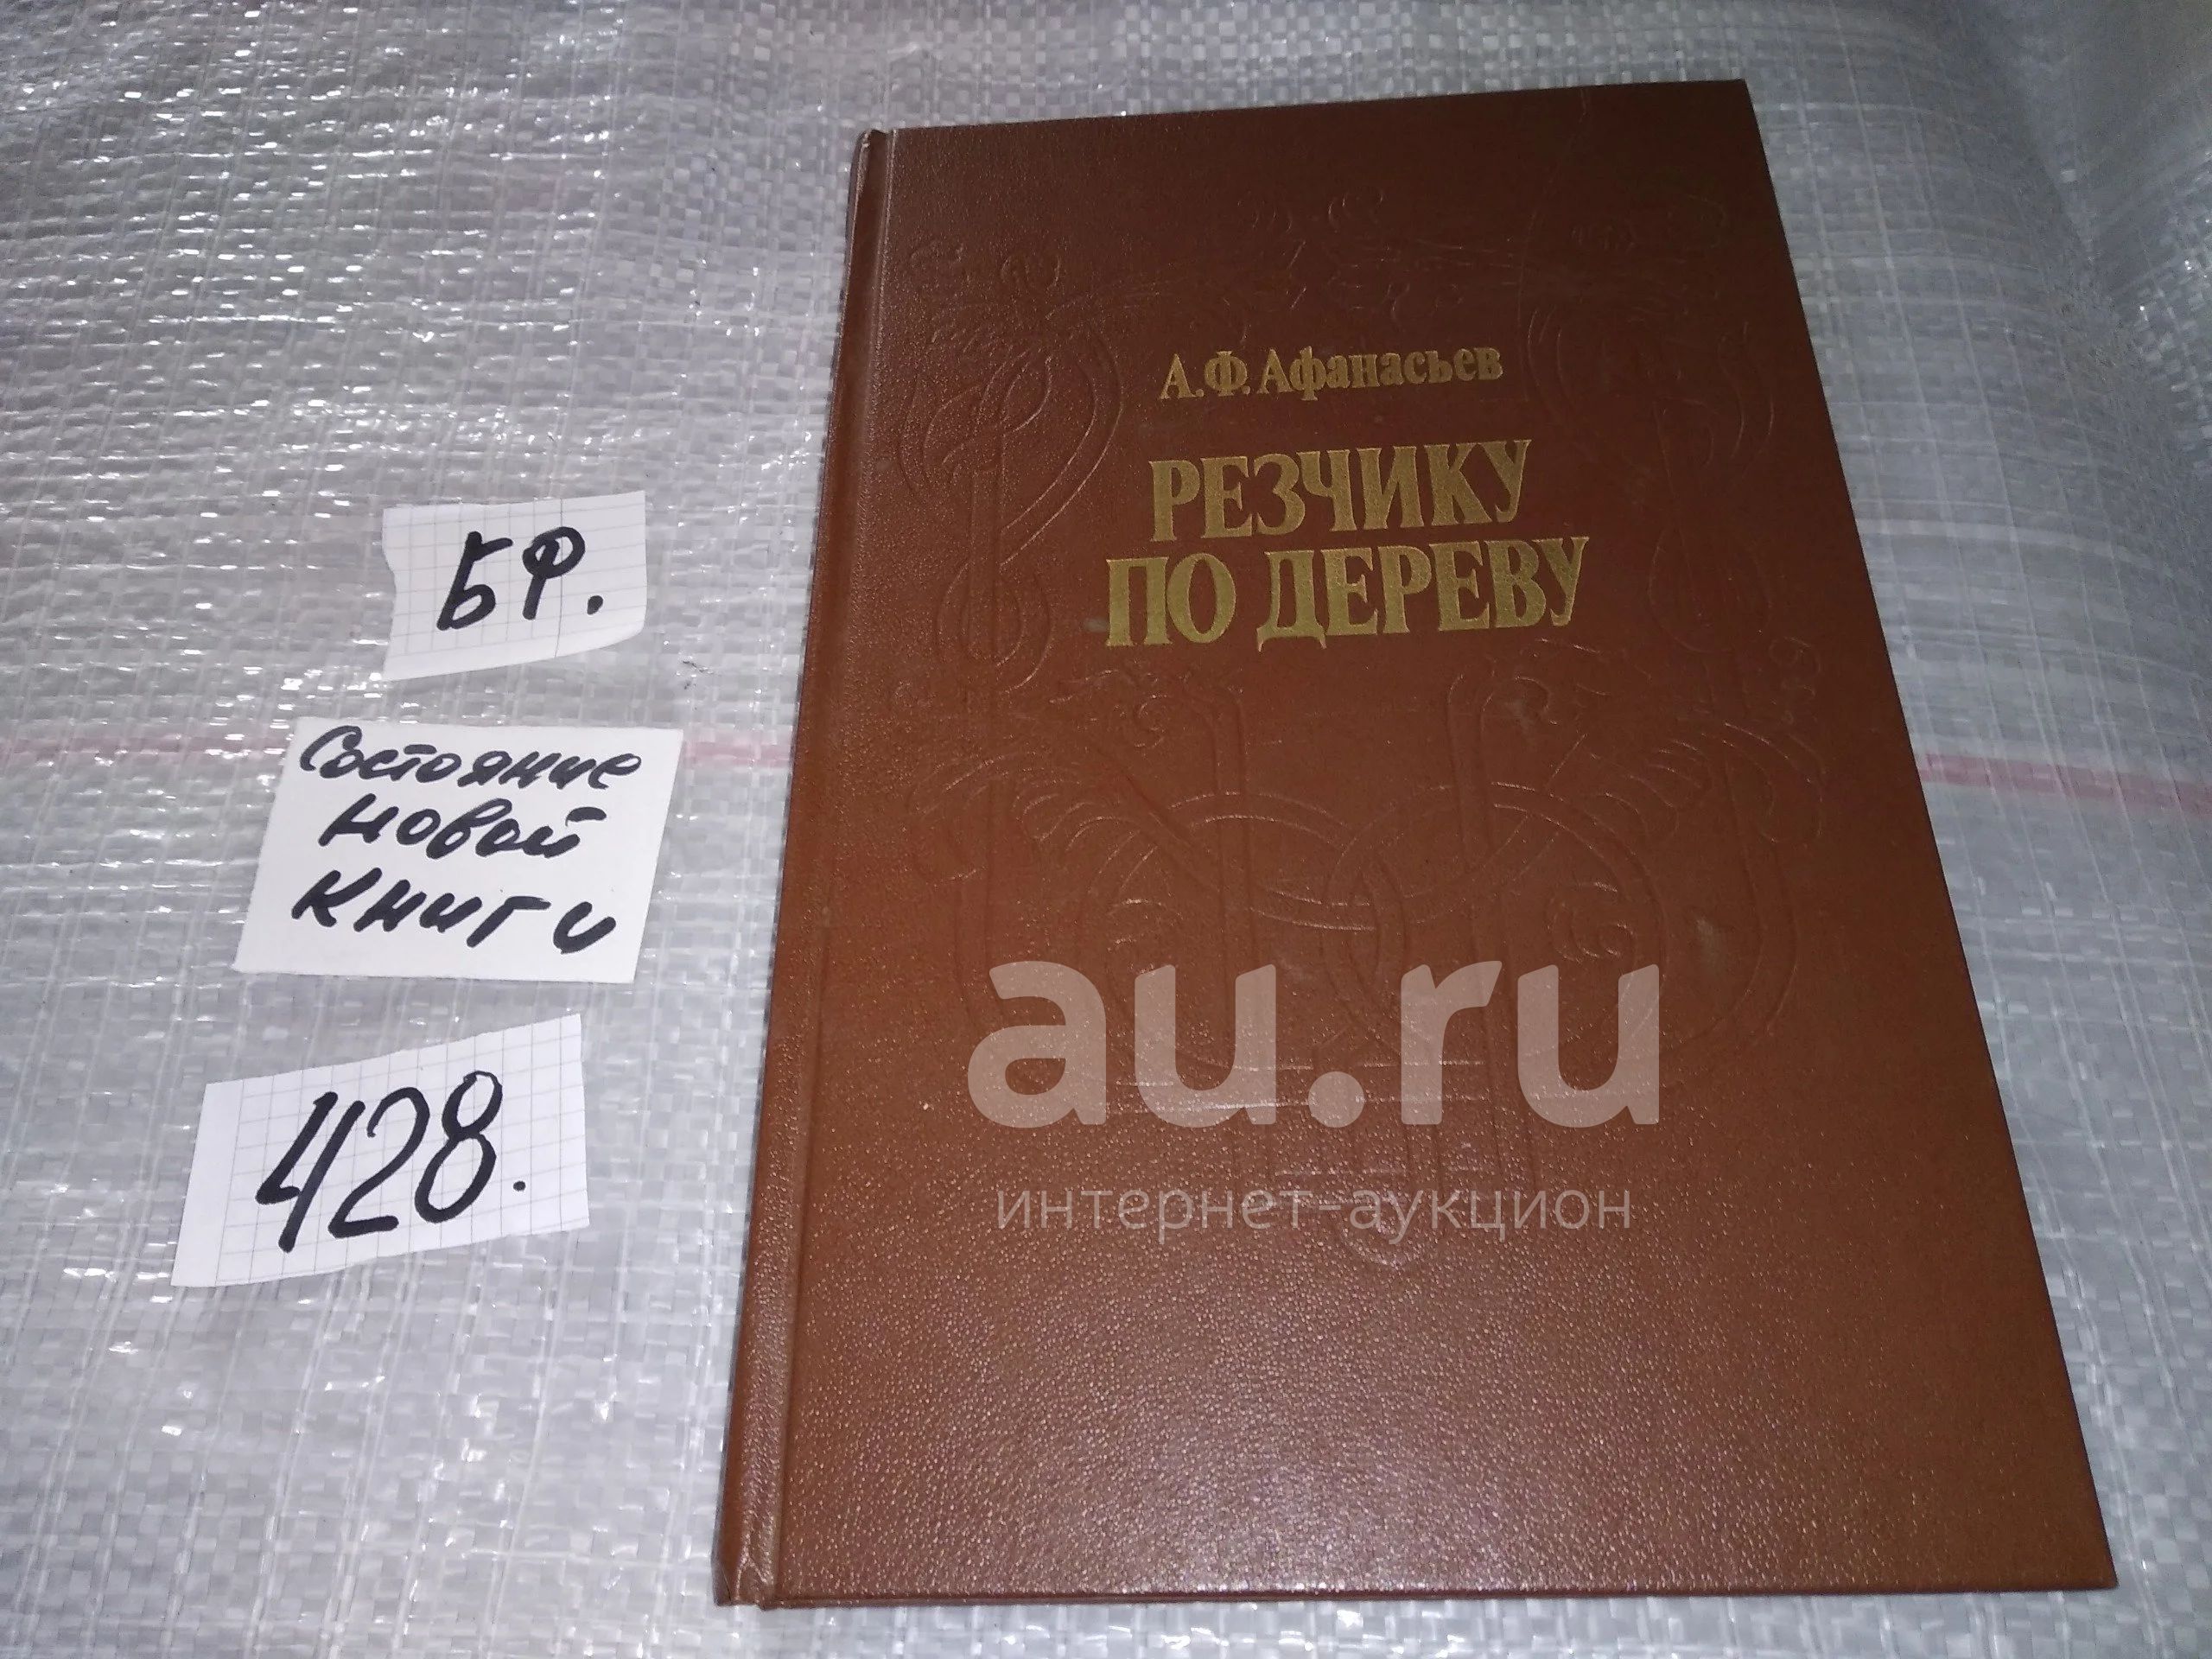 А.Ф. Афанасьев
РЕЗЧИКУ
ПО ДЕРЕВУ
БФ.
Состояние
новой
книги
428.
au.ru
интернет-аукцион